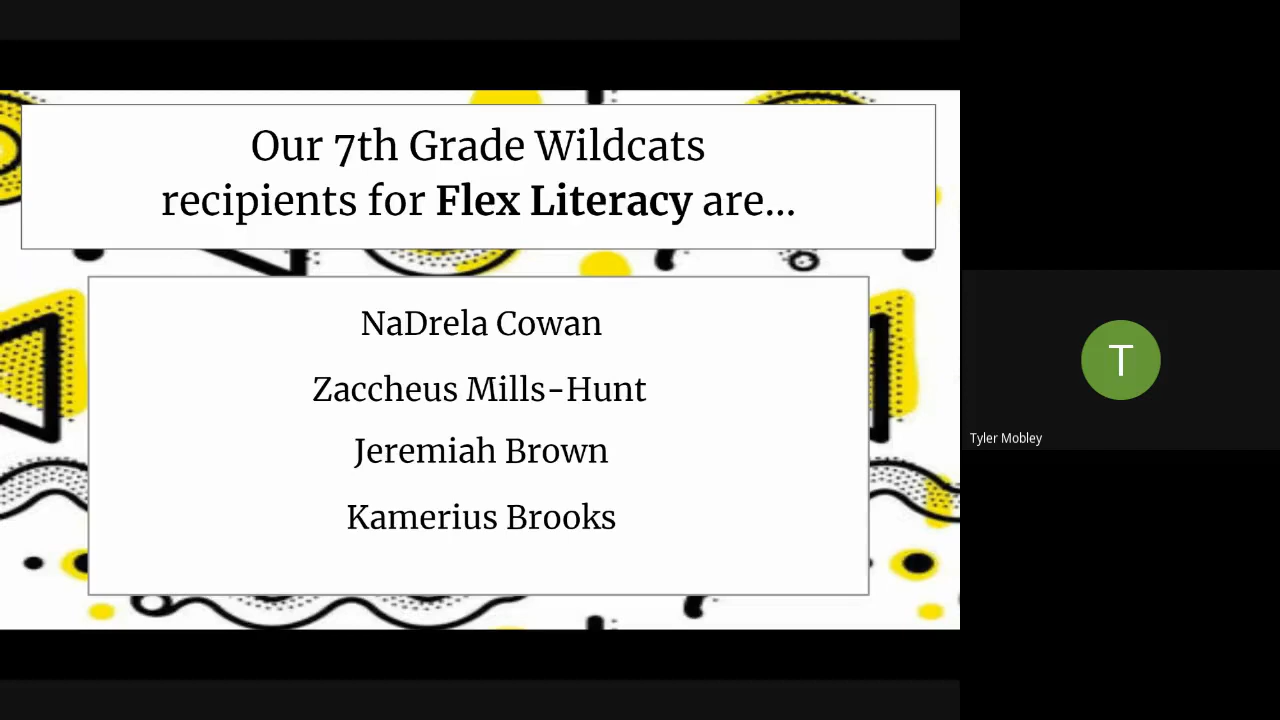 Our 7th Grade Wildcats
recipients for Flex Literacy are...
NaDrela Cowan
Zaccheus Mills-Hunt
Jeremiah Brown
Kamerius Brooks
T
Tyler Mobley